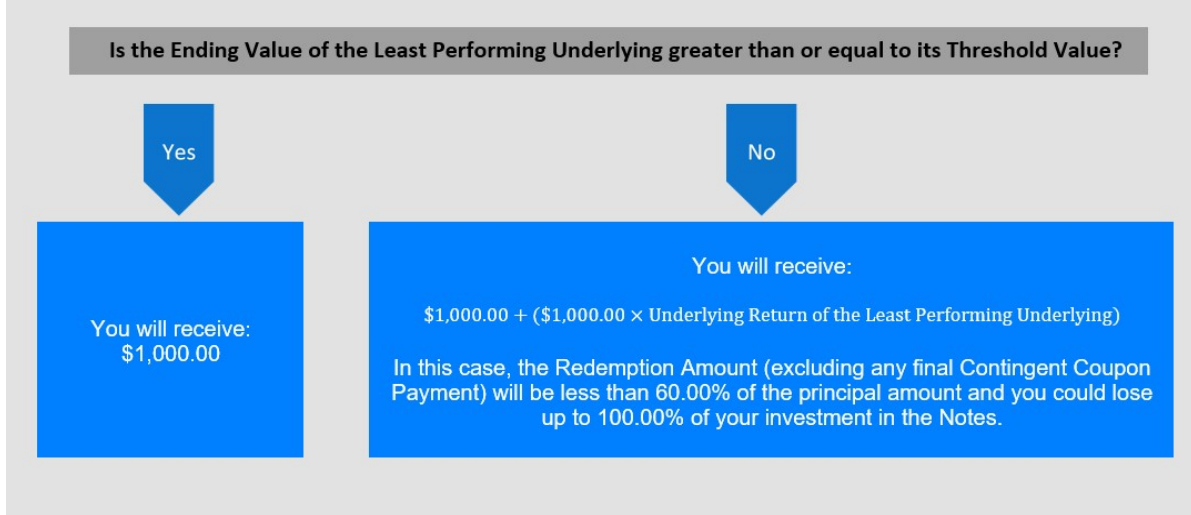 Is the Ending Value of the Least Performing Underlying greater than or equal to its Threshold Value?
Yes
No
You will receive:
$1,000.00
You will receive:
$1,000.00 + ($1,000.00 × Underlying Return of the Least Performing Underlying)
In this case, the Redemption Amount (excluding any final Contingent Coupon
Payment) will be less than 60.00% of the principal amount and you could lose
up to 100.00% of your investment in the Notes.